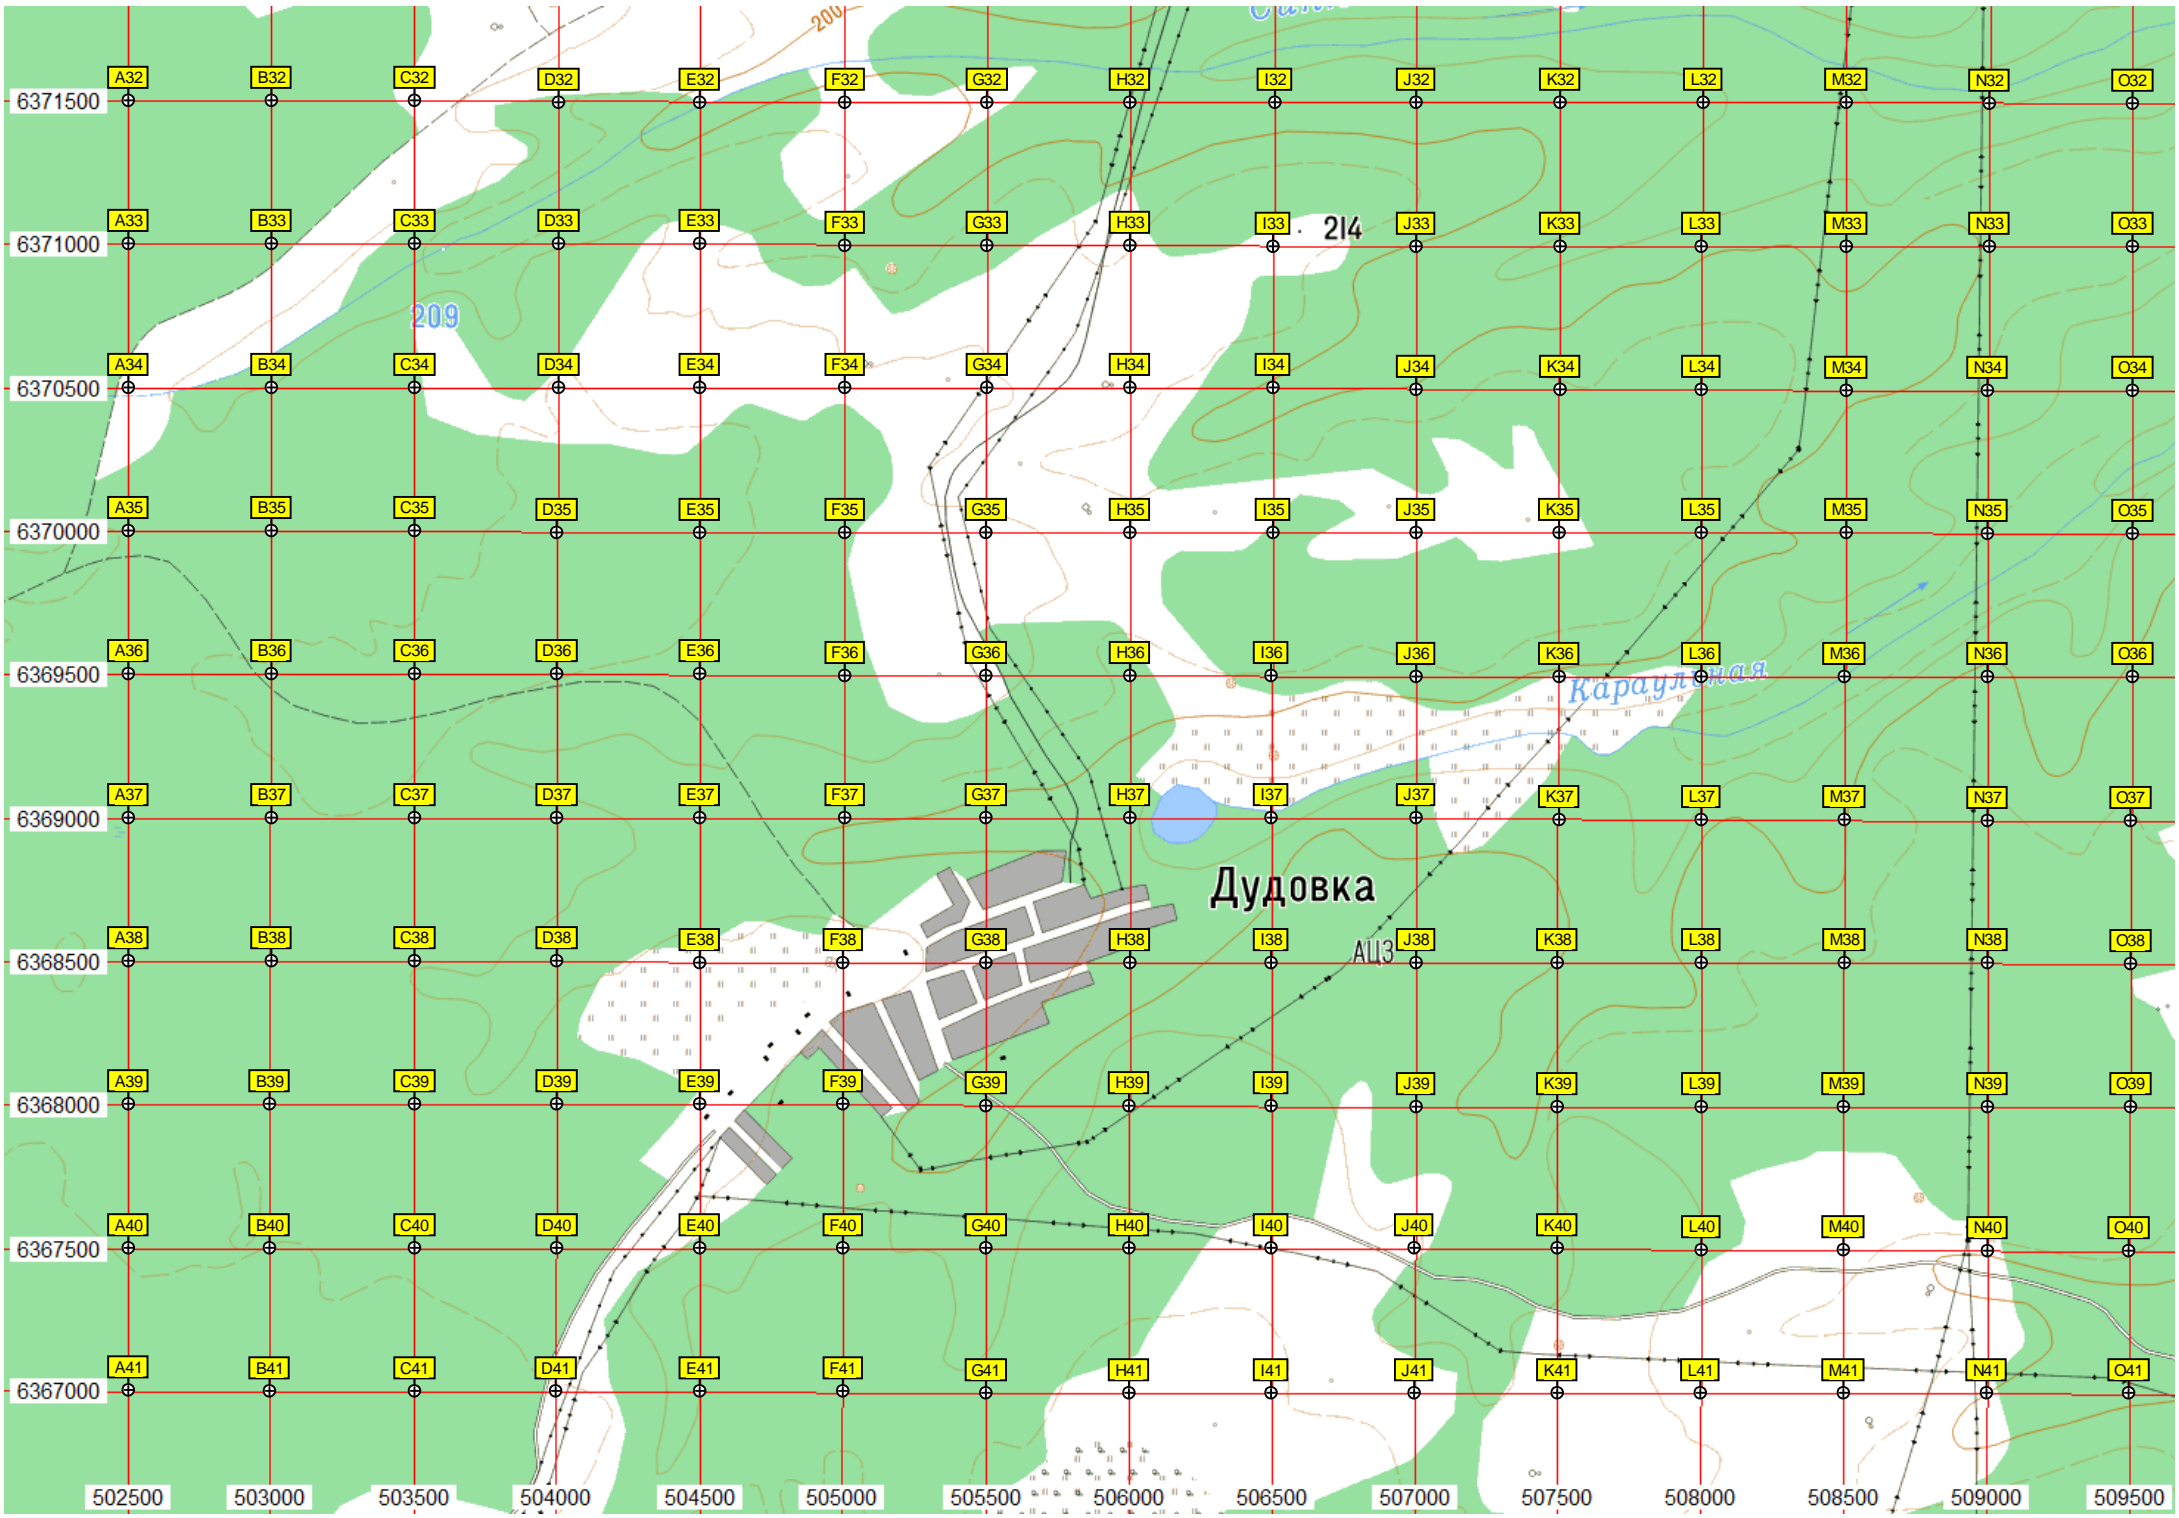 200
A32 B32 C32 D32 E32 F32 G32 H32 I32 J32 K32 L32 M32 N32 O32
6371500
A33 B33 C33 D33 E33 F33 G33 H33 I33 214 J33 K33 L33 M33 N33 O33
6371000
209
A34 B34 C34 D34 E34 F34 G34 H34 I34 J34 K34 L34 M34 N34 O34
6370500
A35 B35 C35 D35 E35 F35 G35 H35 I35 J35 K35 L35 M35 N35 O35
6370000
A36 B36 C36 D36 E36 F36 G36 H36 I36 J36 K36 L36 M36 N36 O36
6369500
Караульная
A37 B37 C37 D37 E37 F37 G37 H37 I37 J37 K37 L37 M37 N37 O37
6369000
Дудовка
A38 B38 C38 D38 E38 F38 G38 H38 I38 J38 K38 L38 M38 N38 O38
АЦЗ
6368500
A39 B39 C39 D39 E39 F39 G39 H39 I39 J39 K39 L39 M39 N39 O39
6368000
A40 B40 C40 D40 E40 F40 G40 H40 I40 J40 K40 L40 M40 N40 O40
6367500
A41 B41 C41 D41 E41 F41 G41 H41 I41 J41 K41 L41 M41 N41 O41
6367000
502500 503000 503500 504000 504500 505000 505500 506000 506500 507000 507500 508000 508500 509000 509500